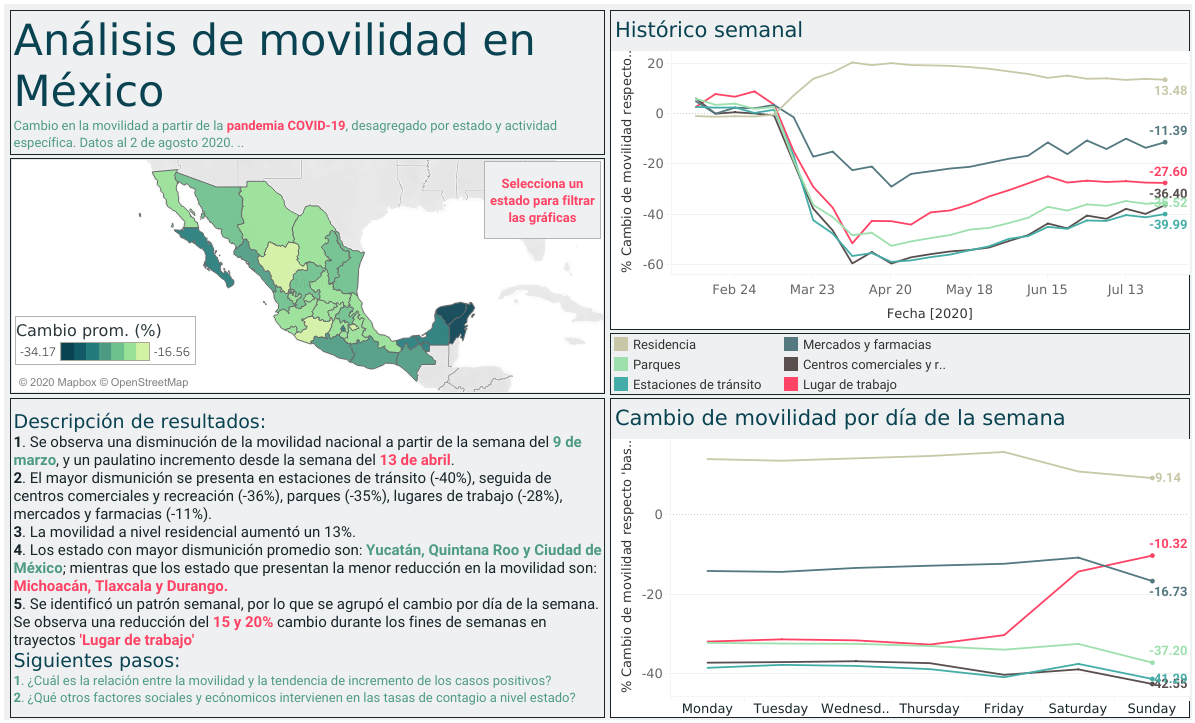 Análisis de movilidad en
México
Cambio en la movilidad a partir de la pandemia COVID-19, desagregado por estado y actividad
específica. Datos al 2 de agosto 2020. ..
Selecciona un
estado para filtrar
las gráficas
Cambio prom. (%)
-34.17 -16.56
© 2020 Mapbox © OpenStreetMap
Descripción de resultados:
1. Se observa una disminución de la movilidad nacional a partir de la semana del 9 de
marzo, y un paulatino incremento desde la semana del 13 de abril.
2. El mayor dismunición se presenta en estaciones de tránsito (-40%), seguida de
centros comerciales y recreación (-36%), parques (-35%), lugares de trabajo (-28%),
mercados y farmacias (-11%).
3. La movilidad a nivel residencial aumentó un 13%.
4. Los estado con mayor dismunición promedio son: Yucatán, Quintana Roo y Ciudad de
México; mientras que los estado que presentan la menor reducción en la movilidad son:
Michoacán, Tlaxcala y Durango.
5. Se identificó un patrón semanal, por lo que se agrupó el cambio por día de la semana.
Se observa una reducción del 15 y 20% cambio durante los fines de semanas en
trayectos 'Lugar de trabajo'
Siguientes pasos:
1. ¿Cuál es la relación entre la movilidad y la tendencia de incremento de los casos positivos?
2. ¿Qué otros factores sociales y ecónomicos intervienen en las tasas de contagio a nivel estado?
Histórico semanal
% Cambio de movilidad respecto..
20
0
-20
-40
-60
13.48
-11.39
-27.60
-36.40
-39.99
Feb 24 Mar 23 Apr 20 May 18 Jun 15 Jul 13
Fecha [2020]
Residencia
Mercados y farmacias
Parques
Centros comerciales y r..
Estaciones de tránsito
Lugar de trabajo
Cambio de movilidad por día de la semana
% Cambio de movilidad respecto 'bas..
0
-20
-40
9.14
-10.32
-16.73
-37.20
-41.29
-42.55
Monday Tuesday Wednesd.. Thursday Friday Saturday Sunday